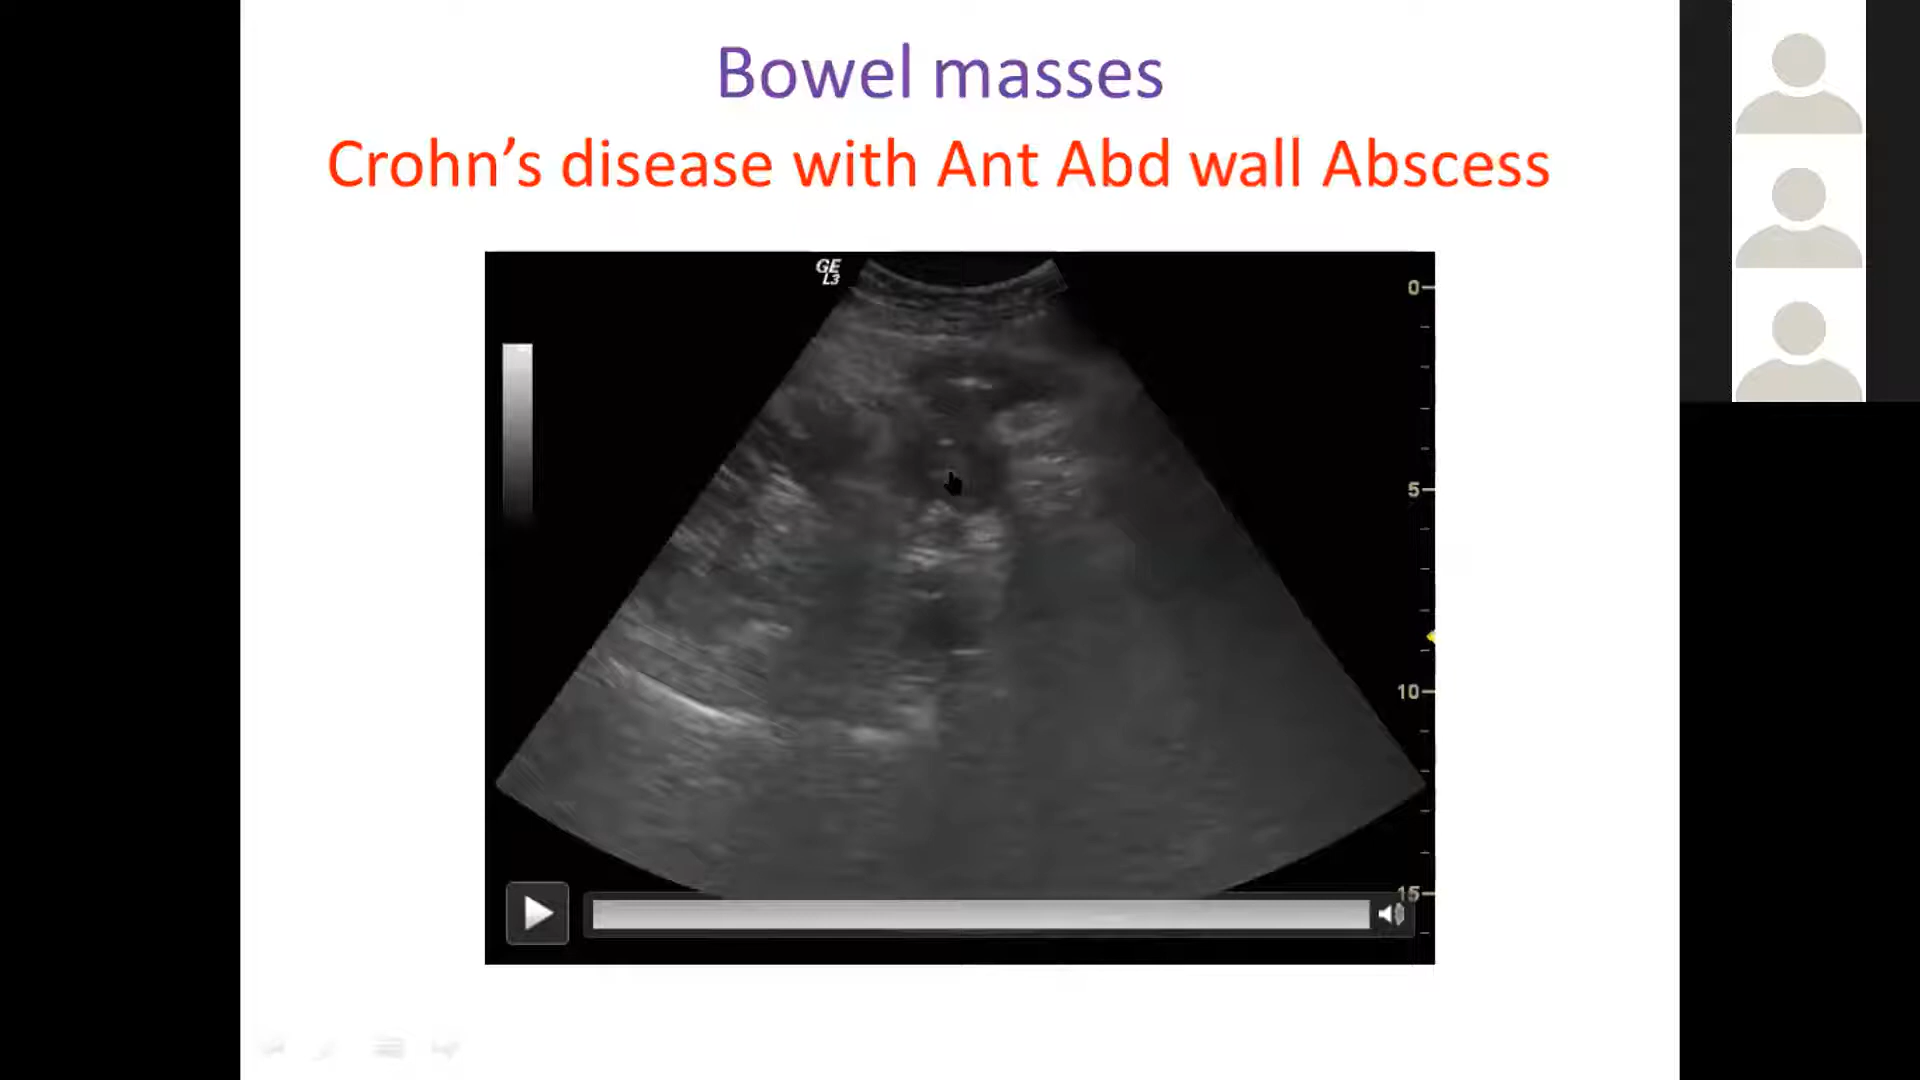 Bowel masses
Crohn’s disease with Ant Abd wall Abscess
GE
L3
0
5
10
15